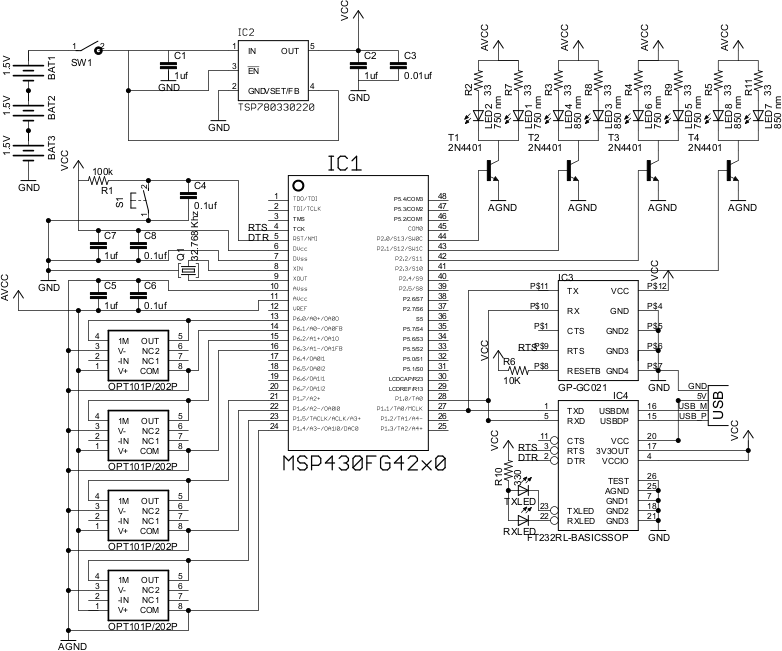 1.5V BAT1
1.5V BAT2
1.5V BAT3
GND
SW1
1 2
C1
1uf
GND
IC2
1 IN OUT 5
3 EN
2 GND/SET/FB 4
TSP780330220
GND
VCC
C2
1uf
C3
0.01uf
GND
AVCC AVCC AVCC AVCC
R2 33 R7 33 R3 33 R8 33 R4 33 R9 33 R5 33 R11 33
LED2 750 nm LED1 750 nm LED4 850 nm LED3 850 nm LED6 750 nm LED5 750 nm LED8 850 nm LED7 850 nm
T1 2N4401
T2 2N4401
T3 2N4401
T4 2N4401
AGND AGND AGND AGND
VCC
100k
R1
S1
1 2
C4
0.1uf
32.768 Khz
Q1
RTS
DTR
C7
1uf
C8
0.1uf
GND
AVCC
C5
1uf
C6
0.1uf
IC1
1 TDO/TDI P5.4/COM3 48
2 TDI/TCLK P5.3/COM2 47
3 TMS P5.2/COM1 46
4 TCK COM0 45
5 RST/NMI P2.0/S13/SW0C 44
6 DVcc P2.1/S12/SW1C 43
7 DVss P2.2/S11 42
8 XIN P2.3/S10 41
9 XOUT P2.4/S9 40
10 AVss P2.5/S8 39
11 AVcc P2.6/S7 38
12 VREF P2.7/S6 37
13 P6.0/A0+/OA0O S5 36
14 P6.1/A0-/OA0FB P5.7/S4 35
15 P6.2/A1+/OA1O P5.6/S3 34
16 P6.3/A1-/OA1FB P5.5/S2 33
17 P6.4/OA0I1 P5.0/S1 32
18 P6.5/OA0I2 P5.1/S0 31
19 P6.6/OA1I1 LCDCAP/R23 30
20 P6.7/OA1I2 LCDREF/R13 29
21 P1.7/A2+ P1.0/TA0 28
22 P1.6/A2-/OA0I0 P1.1/TA0/MCLK 27
23 P1.5/TACLK/ACLK/A3+ P1.2/TA1/A4- 26
24 P1.4/A3-/OA1I0/DAC0 P1.3/TA2/A4+ 25
MSP430FG42x0
4 1M OUT 5
3 V- NC2 6
2 -IN NC1 7
1 V+ COM 8
OPT101P/202P
4 1M OUT 5
3 V- NC2 6
2 -IN NC1 7
1 V+ COM 8
OPT101P/202P
4 1M OUT 5
3 V- NC2 6
2 -IN NC1 7
1 V+ COM 8
OPT101P/202P
4 1M OUT 5
3 V- NC2 6
2 -IN NC1 7
1 V+ COM 8
OPT101P/202P
AGND
IC3
P$11 TX VCC P$12
P$10 RX GND P$4
P$1 CTS GND2 P$5
RTS P$9 RTS GND3 P$6
P$8 RESETB GND4 P$7
GP-GC021
VCC
R6
10K
VCC
GND
IC4
1 TXD USBDM 16
5 RXD USBDP 15
11 CTS VCC 20
RTS 3 RTS 3V3OUT 17
DTR 2 DTR VCCIO 4
TEST 26
AGND 25
GND1 7
23 TXLED GND2 18
22 RXLED GND3 21
FT232RL-BASICSSOP
VCC
R10
330
TXLED
RXLED
GND
5V
USB_M
USB_P
USB
VCC
GND